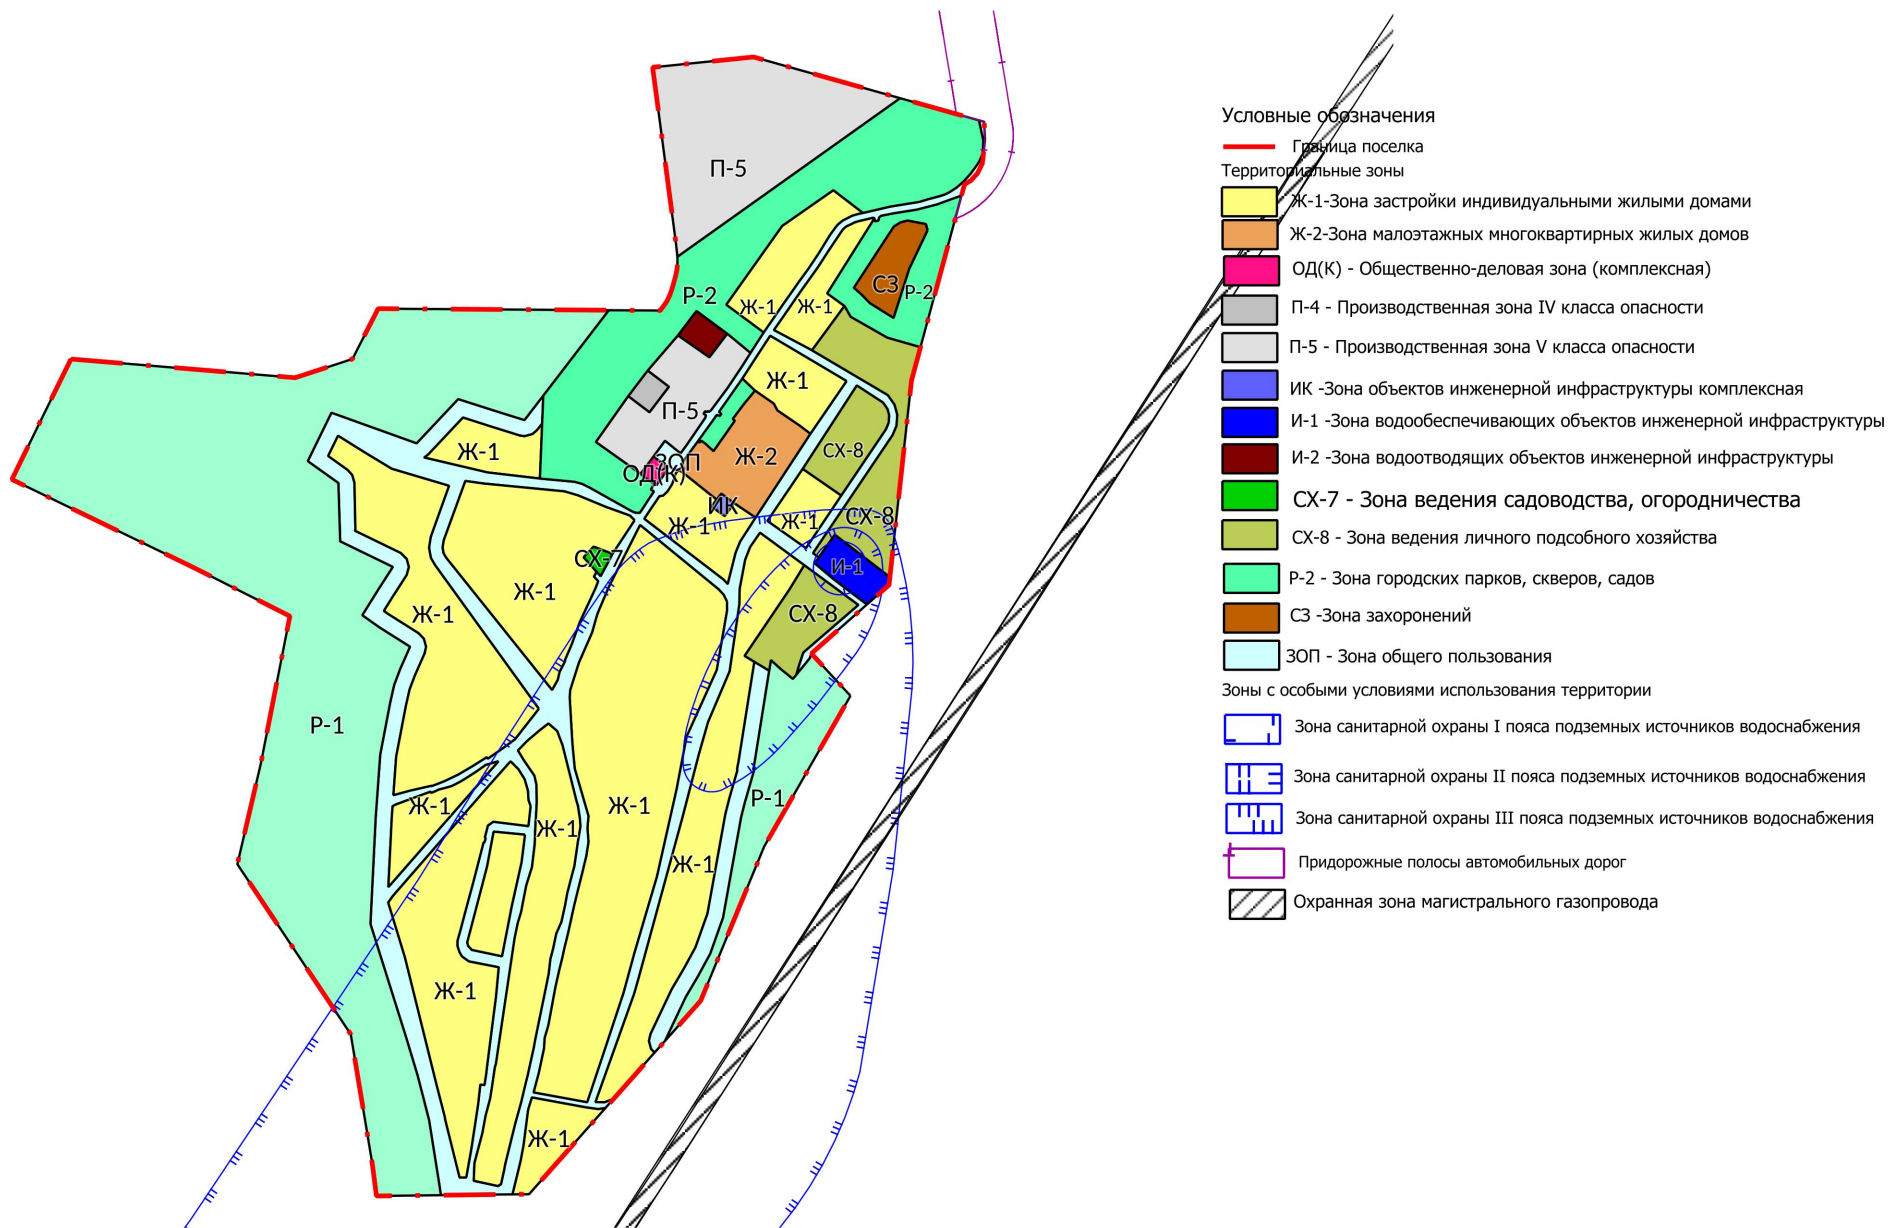 Условные обозначения
Граница поселка
Территориальные зоны
Ж-1-Зона застройки индивидуальными жилыми домами
Ж-2-Зона малоэтажных многоквартирных жилых домов
ОД(К) - Общественно-деловая зона (комплексная)
П-4 - Производственная зона IV класса опасности
П-5 - Производственная зона V класса опасности
ИК -Зона объектов инженерной инфраструктуры комплексная
И-1 -Зона водообеспечивающих объектов инженерной инфраструктуры
И-2 -Зона водоотводящих объектов инженерной инфраструктуры
СХ-7 - Зона ведения садоводства, огородничества
СХ-8 - Зона ведения личного подсобного хозяйства
Р-2 - Зона городских парков, скверов, садов
СЗ -Зона захоронений
ЗОП - Зона общего пользования
Зоны с особыми условиями использования территории
Зона санитарной охраны I пояса подземных источников водоснабжения
Зона санитарной охраны II пояса подземных источников водоснабжения
Зона санитарной охраны III пояса подземных источников водоснабжения
Придорожные полосы автомобильных дорог
Охранная зона магистрального газопровода
П-5
Р-2
СЗ
Р-2
Ж-1
Ж-1
Ж-1
П-5
Ж-1
Ж-2
СХ-8
ЗОП
ОД(К)
ИК
Ж-1
Ж-1
СХ-8
СХ-7
И-1
Ж-1
Ж-1
СХ-8
Р-1
Ж-1
Ж-1
Р-1
Ж-1
Ж-1
Ж-1
Ж-1